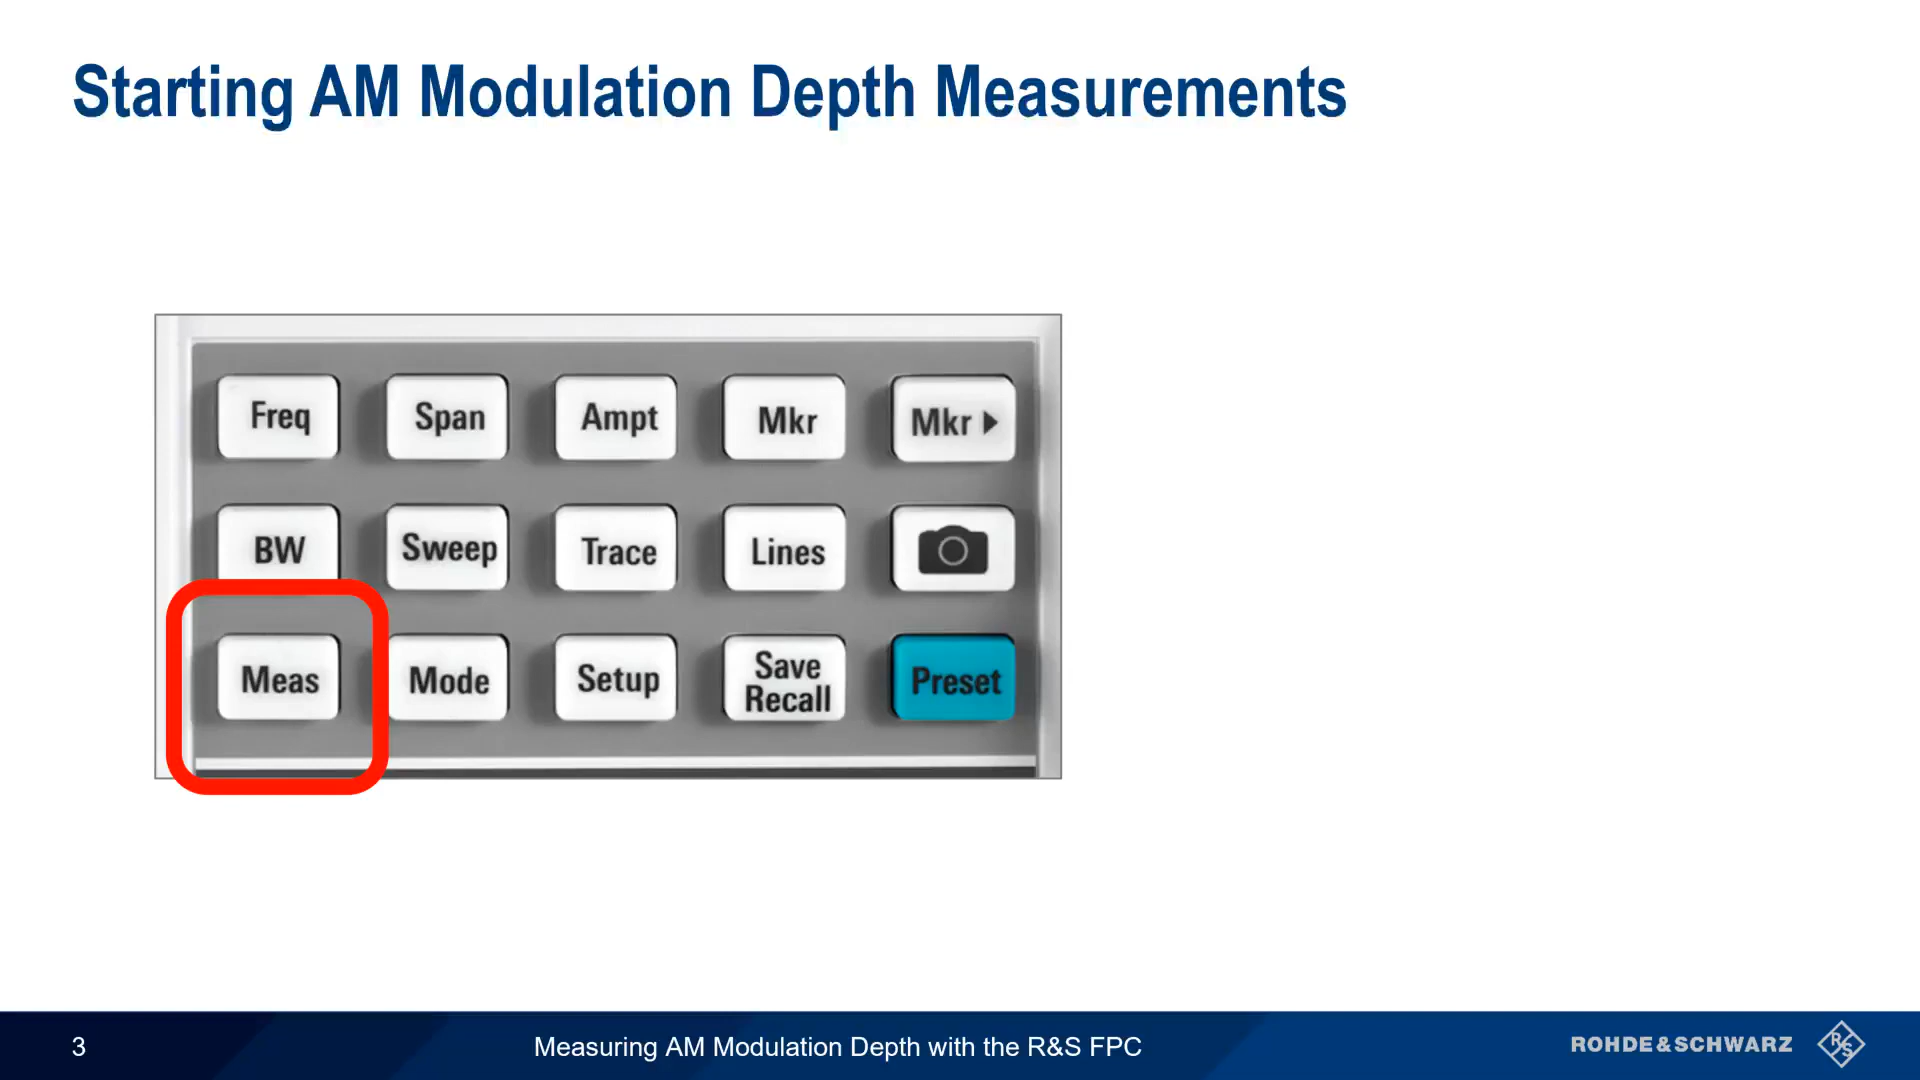 Starting AM Modulation Depth Measurements
Freq Span Ampt Mkr Mkr
BW Sweep Trace Lines
Meas Mode Setup Save Recall Preset
3 Measuring AM Modulation Depth with the R&S FPC ROHDE&SCHWARZ R&S